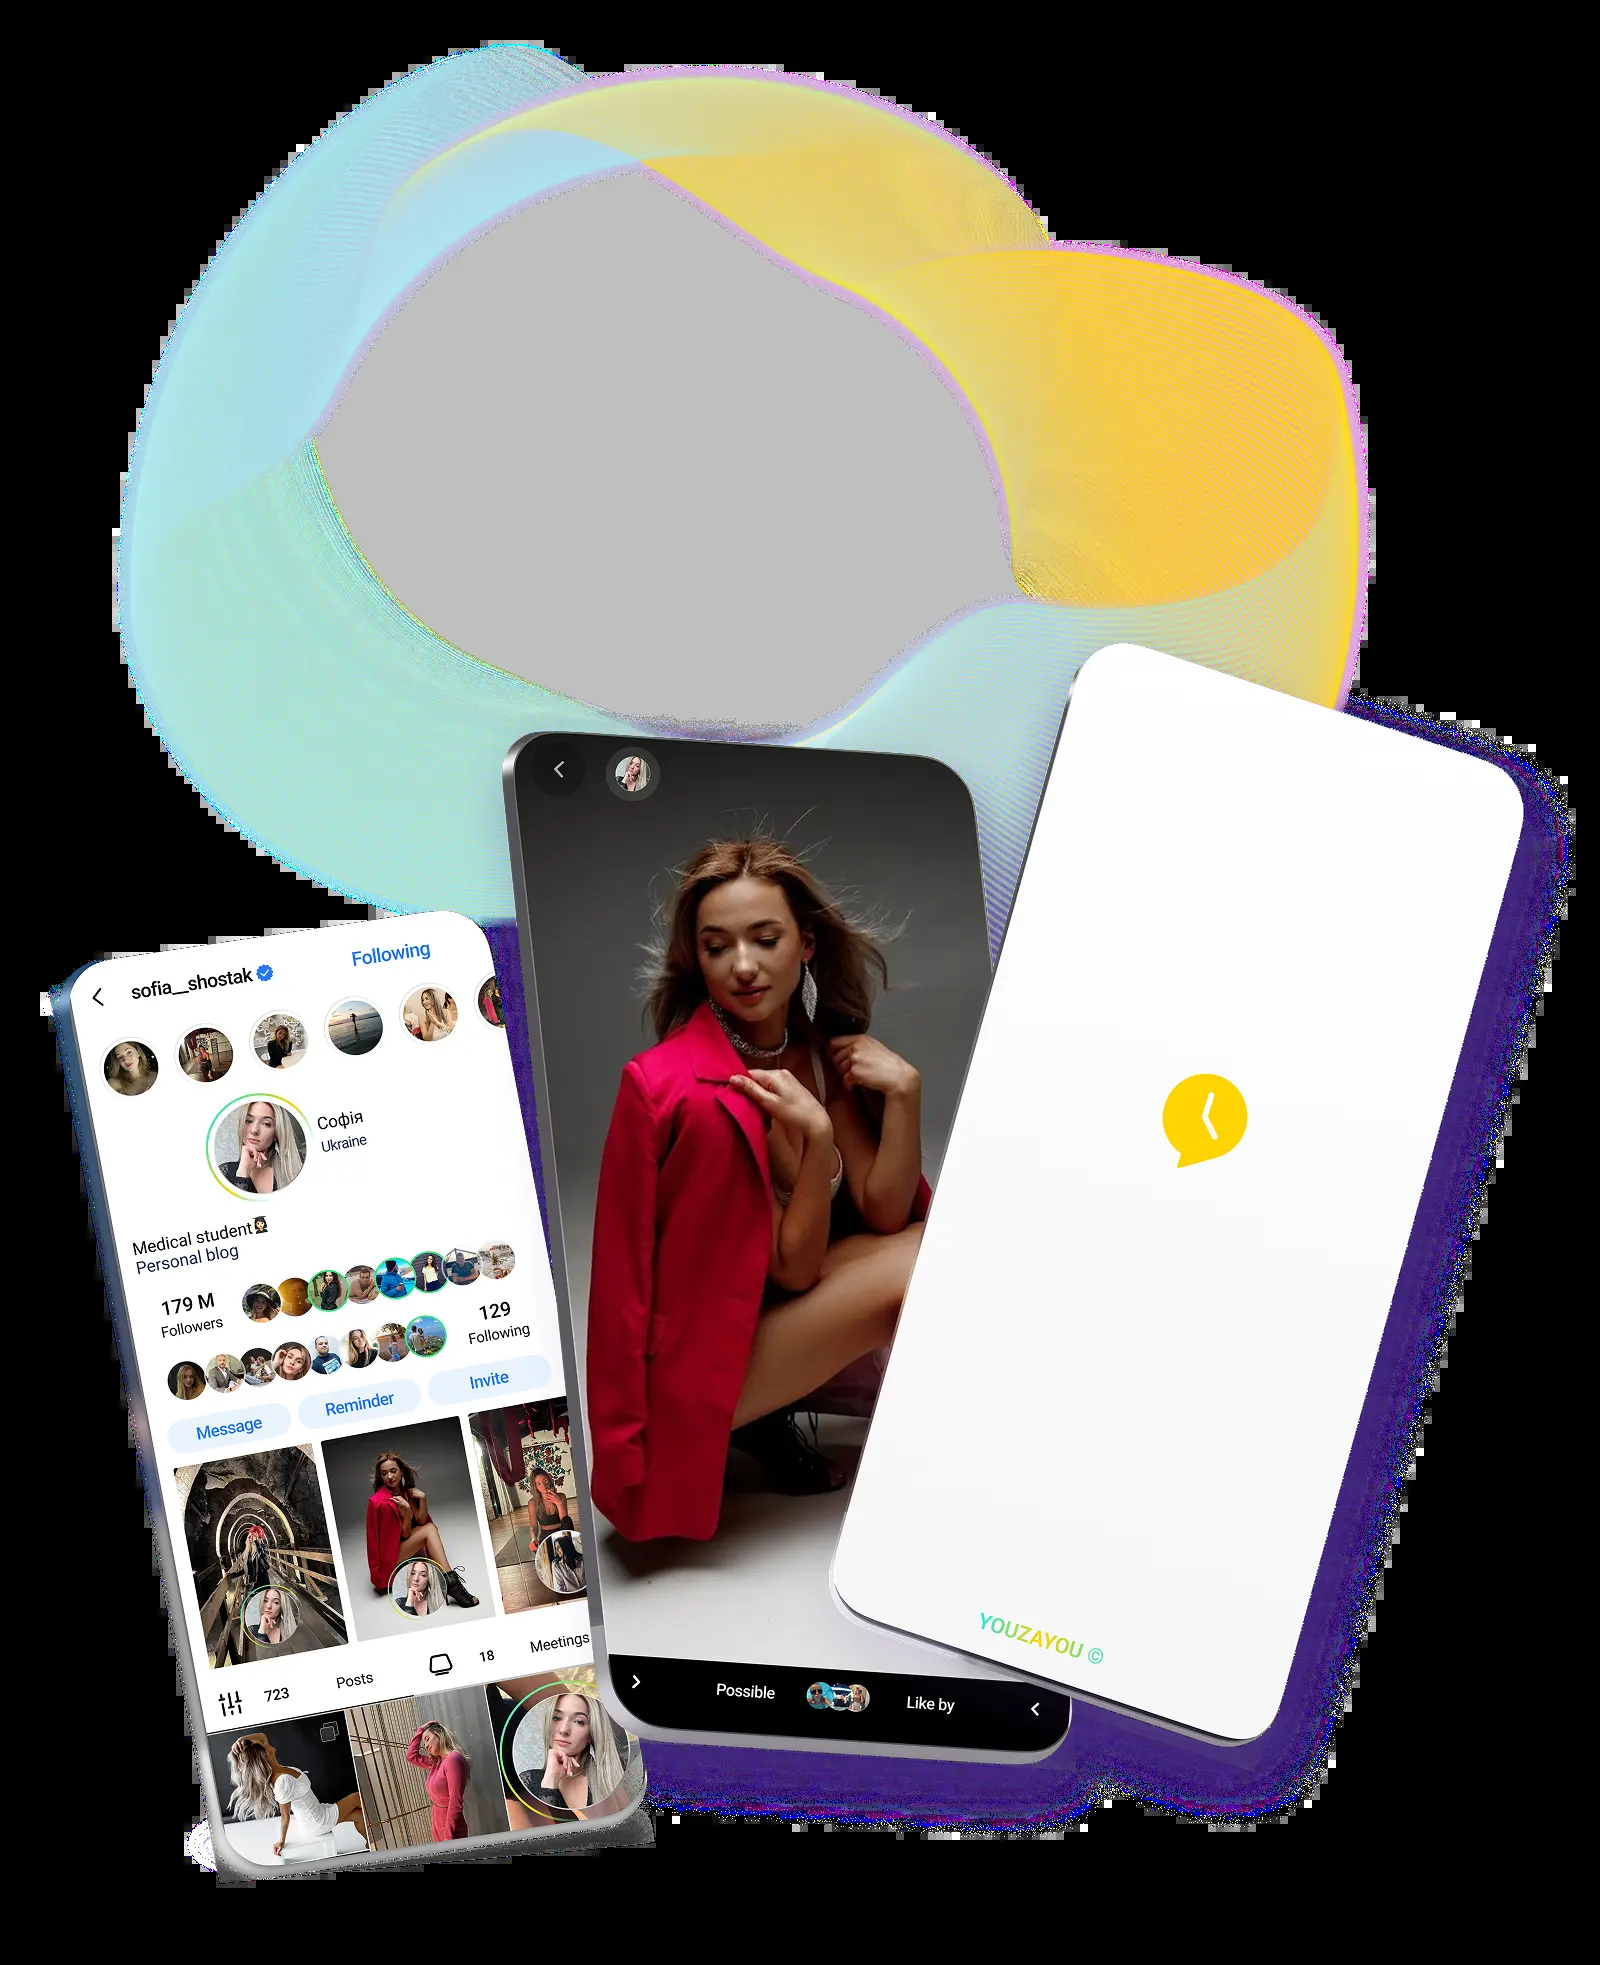 sofia__shostak
Following
Софія
Ukraine
Medical student
Personal blog
179 M
Followers
129
Following
Message
Reminder
Invite
723
Posts
18
Meetings
Possible
Like by
YOUZAYOU ©